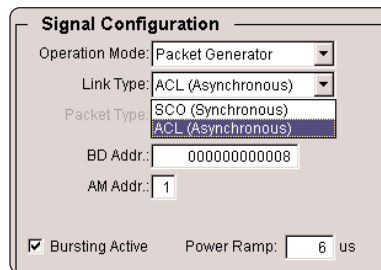 Signal Configuration
Operation Mode: Packet Generator
Link Type: ACL (Asynchronous)
Packet Type:
SCO (Synchronous)
ACL (Asynchronous)
BD Addr.: 000000000008
AM Addr.: 1
Bursting Active Power Ramp: 6 us